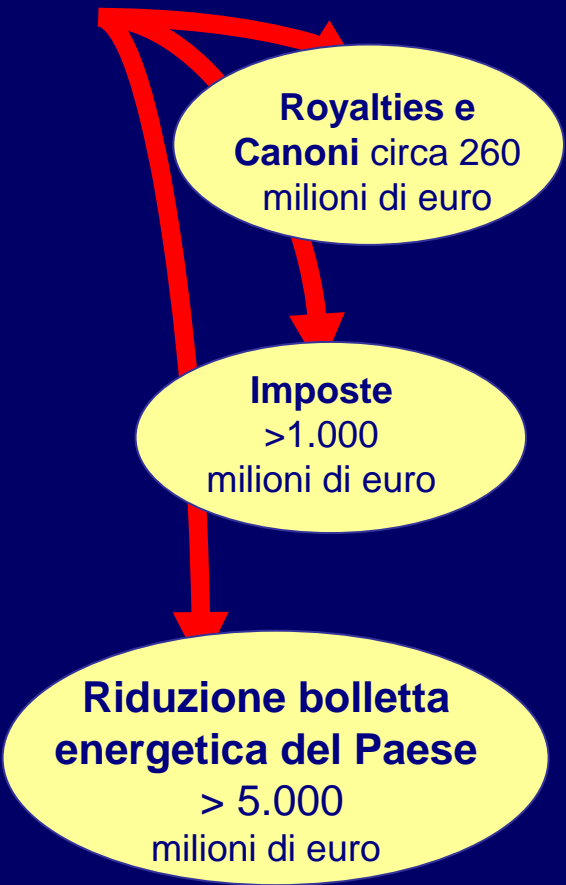 Royalties e
Canoni circa 260
milioni di euro
Imposte
>1.000
milioni di euro
Riduzione bolletta
energetica del Paese
> 5.000
milioni di euro